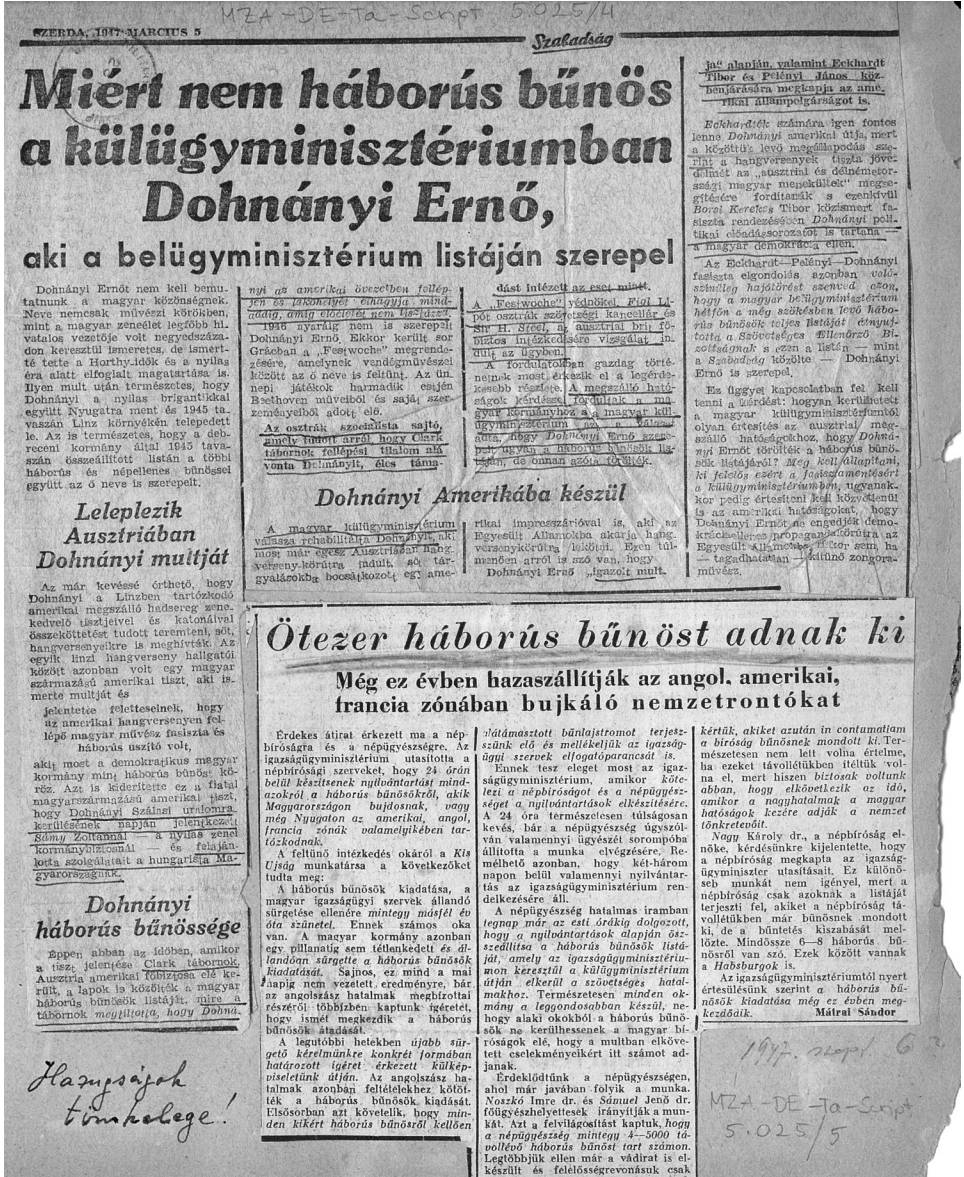 MZA-DE-Ta-Script 5.025/4
SZERDA, 1947 MÁRCIUS 5
Szabadság
Miért nem háborús bűnös
a külügyminisztériumban
Dohnányi Ernő,
aki a belügyminisztérium listáján szerepel
Dohnányi Ernőt nem kell bemu-
tatnunk a magyar közönségnek.
Neve nemcsak művészi körökben,
mint a magyar zeneélet legfőbb hi-
vatalos vezetője volt negyedszáza-
don keresztül ismeretes, de ismert-
té tette a Horthy-idők és a nyilas
éra alatt elfoglalt magatartása is.
Ilyen mult után természetes, hogy
Dohnányi a nyilas brigantikkal
együtt Nyugatra ment és 1945 ta-
vaszán Linz környékén telepedett
le. Az is természetes, hogy a deb-
receni kormány által 1945 tava-
szán összeállított listán a többi
háborús és népellenes bűnössel
együtt az ő neve is szerepelt.
Leleplezik
Ausztriában
Dohnányi multját
Az már kevéssé érthető, hogy
Dohnányi a Linzben tartózkodó
amerikai megszálló hadsereg zene-
kedvelő tisztjeivel és katonáival
összeköttetést tudott teremteni, sőt,
hangversenyeikre is meghívták. Az
egyik linzi hangverseny hallgatói
között azonban volt egy magyar
származású amerikai tiszt, aki is-
merte multját és
jelentette feletteseinek, hogy
az amerikai hangversenyen fel-
lépő magyar művész fasiszta és
háborus uszító volt,
akit most a demokratikus magyar
kormány mint háborús bűnöst kö-
röz. Azt is kiderítette ez a fiatal
magyarszármazású amerikai tiszt,
hogy Dohnányi Szálasi uralomra
kerülésének napján jelentkezett
Sámy Zoltánnál — a nyilas zenei
kormánybiztosnál — és felaján-
lotta szolgálatait a hungarista Ma-
gyarországnak.
Dohnányi
háborús bűnössége
Éppen abban az időben, amikor
a tiszt jelentése Clark tábornok,
Ausztria amerikai főbiztosa elé ke-
rült, a lapok is közölték a magyar
háborús bűnösök listáját, mire a
tábornok megtiltotta, hogy Dohná-
nyi az amerikai övezetben fellép-
jen és lakóhelyét elhagyja mind-
addig, amíg előéletét nem tisztázza.
1946 nyaráig nem is szerepelt
Dohnányi Ernő. Ekkor került sor
Grácban a „Festwoche” megrende-
zésére, amelynek vendégművészei
között az ő neve is feltünt. Az ün-
nepi játékok harmadik estjén
Beethoven műveiből és saját szer-
zeményeiből adott elő.
Az osztrák szocialista sajtó,
amely tudott arról, hogy Clark
tábornok fellépési tilalom alá
vonta Dohnányit, éles táma-
dást intézett az eset miatt.
A „Festwoche” védnökei, Figl Li-
pót osztrák szövetségi kancellár és
Sir H. Steel, az ausztriai brit főb-
biztos intézkedésére vizsgálat in-
dult az ügyben.
A fordulatokban gazdag törté-
netnek most érkezik el a legérde-
kesebb részlete. A megszálló ható-
ságok kérdéssel fordultak a ma-
gyar kormányhoz s a magyar kül-
ügyminisztérium azt a választ
adta, hogy Dohnányi Ernő szere-
pelt ugyan a háborús bűnösök lis-
táján, de onnan azóta törölték.
Dohnányi Amerikába készül
A magyar külügyminisztérium
válasza rehabilitálta Dohnányit, aki
most már egész Ausztriában hang-
verseny-körútra indult, sőt tár-
gyalásokba bocsátkozott egy ame-
rikai impresszárióval is, aki az
Egyesült Államokba akarja hang-
versenykörútra lekötni. Ezen túl-
menően arról is szó van, hogy
Dohnányi Ernő „igazolt mult-
ja” alapján, valamint Eckhardt
Tibor és Pelényi János köz-
benjárására megkapja az ame-
rikai állampolgárságot is.
Eckhardték számára igen fontos
lenne Dohnányi amerikai útja, mert
a közöttük levő megállapodás sze-
rint a hangversenyek tiszta jöve-
delmét az „ausztriai és délnémetor-
szági magyar menekültek” megse-
gítésére fordítanák s ezenkívül
Borsi Kerekes Tibor közismert fa-
siszta rendezésében Dohnányi poli-
tikai előadássorozatot is tartana —
a magyar demokrácia ellen.
Az Eckhardt—Pelényi—Dohnányi
fasiszta elgondolás azonban való-
színűleg hajótörést szenved azon,
hogy a magyar belügyminisztérium
hétfőn a még szökésben levő hábo-
rús bűnösök teljes listáját átnyuj-
totta a Szövetséges Ellenőrző Bi-
zottságnak s ezen a listán — mint
a Szabadság közölte — Dohnányi
Ernő is szerepel.
Ez üggyel kapcsolatban fel kell
tenni a kérdést: hogyan kerülhetett
a magyar külügyminisztériumtól
olyan értesítés az ausztriai meg-
szálló hatóságokhoz, hogy Dohná-
nyi Ernőt törölték a háborús bűnö-
sök listájáról? Meg kell állapítani,
ki felelős ezért a fasisztamentésért
a külügyminisztériumban, ugyanak-
kor pedig értesíteni kell közvetlenül
is az amerikai hatóságokat, hogy
Dohnányi Ernőt ne engedjék demo-
kráciaellenes propagandakörútra az
Egyesült Államokba akkor sem, ha
— tagadhatatlan — kitűnő zongora-
művész.
Ötezer háborús bűnöst adnak ki
Még ez évben hazaszállítják az angol, amerikai,
francia zónában bujkáló nemzetrontókat
Érdekes átirat érkezett ma a nép-
bíróságra és a népügyészségre. Az
igazságügyminisztérium utasította a
népbírósági szerveket, hogy 24 órán
belül készítsenek nyilvántartást mind-
azokról a háborús bűnösökről, akik
Magyarországon bujdosnak, vagy
még Nyugaton az amerikai, angol,
francia zónák valamelyikében tar-
tózkodnak.
A feltünő intézkedés okáról a Kis
Ujság munkatársa a következőket
tudta meg:
A háborús bűnösök kiadása, a
magyar igazságügyi szervek állandó
sürgetése ellenére mintegy másfél év
óta szünetel. Ennek számos oka
van. A magyar kormány azonban
egy pillanatig sem tétlenkedett és ál-
landóan sürgette a háborús bűnösök
kiadatását. Sajnos, ez mind a mai
napig nem vezetett eredményre, bár
az angolszász hatalmak megbízottai
részéről többízben kaptunk ígéretet,
hogy ismét megkezdik a háborús
bűnösök átadását.
A legutóbbi hetekben újabb sür-
gető kérelmünkre konkrét formában
határozott ígéret érkezett külkép-
viseletünk útján. Az angolszász ha-
talmak azonban feltételekhez kötöt-
ték a háborús bűnösök kiadását.
Elsősorban azt követelik, hogy min-
den kikért háborús bűnösről kellően
alátámasztott bűnlajstromot terjesz-
szünk elő és mellékeljük az igazság-
ügyi szervek elfogatóparancsát is.
Ennek tesz eleget most az igaz-
ságügyminisztérium, amikor köte-
lezi a népbíróságot és a népügyész-
séget a nyilvántartások elkészítésére.
A 24 óra természetesen túlságosan
kevés, bár a népügyészség úgyszól-
ván valamennyi ügyészét sorompóba
állította a munka elvégzésére. Re-
mélhető azonban, hogy két-három
napon belül valamennyi nyilvántar-
tás az igazságügyminisztérium ren-
delkezésére áll.
A népügyészség hatalmas iramban
tegnap már az esti órákig dolgozott,
hogy a nyilvántartások alapján ösz-
szeállítsa a háborús bűnösök listá-
ját, amely az igazságügyminisztériu-
mon keresztül a külügyminisztérium
útján elkerül a szövetséges hatal-
makhoz. Természetesen minden ok-
mány a leggondosabban készül, ne-
hogy alaki okokból a háborús bűnö-
sök ne kerülhessenek a magyar bí-
róságok elé, hogy a multban elköve-
tett cselekményeikért itt számot ad-
janak.
Érdeklődtünk a népügyészségen,
ahol már javában folyik a munka.
Noszkó Imre dr. és Sámuel Jenő dr.
főügyészhelyettesek irányítják a mun-
kát. Azt a felvilágosítást kaptuk, hogy
a népügyészség mintegy 4—5000 tá-
vollévő háborús bűnöst tart számon.
Legtöbbjük ellen már a vádirat is el-
készült és felelősségrevonásuk csak
kértük, akiket azután in contumatiam
a bíróság bűnösnek mondott ki. Ter-
mészetesen nem lett volna értelme,
ha ezeket távollétükben ítéltük vol-
na el, mert hiszen biztosak voltunk
abban, hogy elkövetkezik az idő,
amikor a nagyhatalmak a magyar
hatóságok kezére adják a nemzet
tönkretevőit.
Nagy Károly dr., a népbíróság el-
nöke, kérdésünkre kijelentette, hogy
a népbíróság megkapta az igazság-
ügyminiszter utasításait. Ez különö-
sebb munkát nem igényel, mert a
népbíróság csak azoknak a listáját
terjeszti fel, akiket a népbíróság tá-
vollétükben már bűnösnek mondott
ki, de a büntetés kiszabását mel-
lőzte. Mindössze 6—8 háborús bű-
nösről van szó. Ezek között vannak
a Habsburgok is.
Az igazságügyminisztériumtól nyert
értesülésünk szerint a háborús bű-
nösök kiadatása még ez évben meg-
kezdődik. Mátrai Sándor
Hazugságok
tömkelege!
1947. szept 6
MZA-DE-Ta-Script
5.025/5